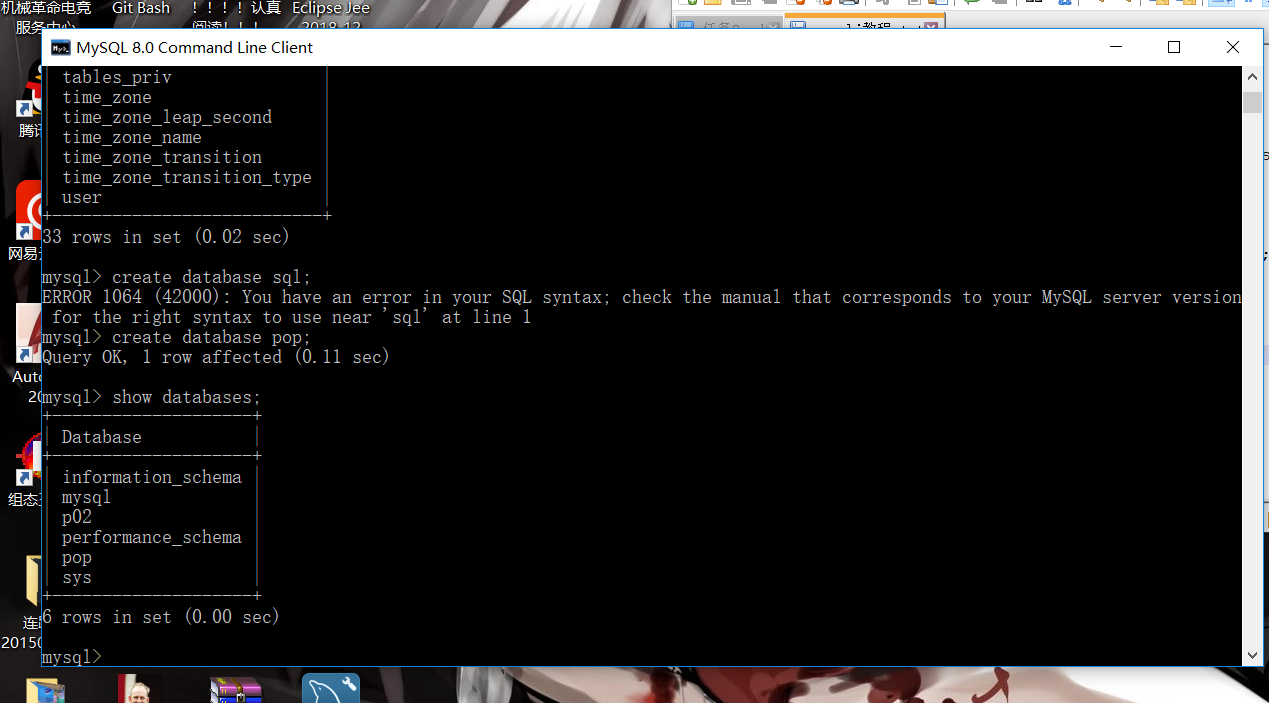 机械革命电竞 Git Bash ！！！！认真 Eclipse Jee
服务中心 阅读！！！ 2018-12
MySQL 8.0 Command Line Client
tables_priv
time_zone
time_zone_leap_second
time_zone_name
time_zone_transition
time_zone_transition_type
user
+---------------------------+
33 rows in set (0.02 sec)
mysql> create database sql;
ERROR 1064 (42000): You have an error in your SQL syntax; check the manual that corresponds to your MySQL server version
for the right syntax to use near 'sql' at line 1
mysql> create database pop;
Query OK, 1 row affected (0.11 sec)
mysql> show databases;
+--------------------+
| Database           |
+--------------------+
| information_schema |
| mysql              |
| p02                |
| performance_schema |
| pop                |
| sys                |
+--------------------+
6 rows in set (0.00 sec)
mysql>
腾讯
Auto
20
组态
2015